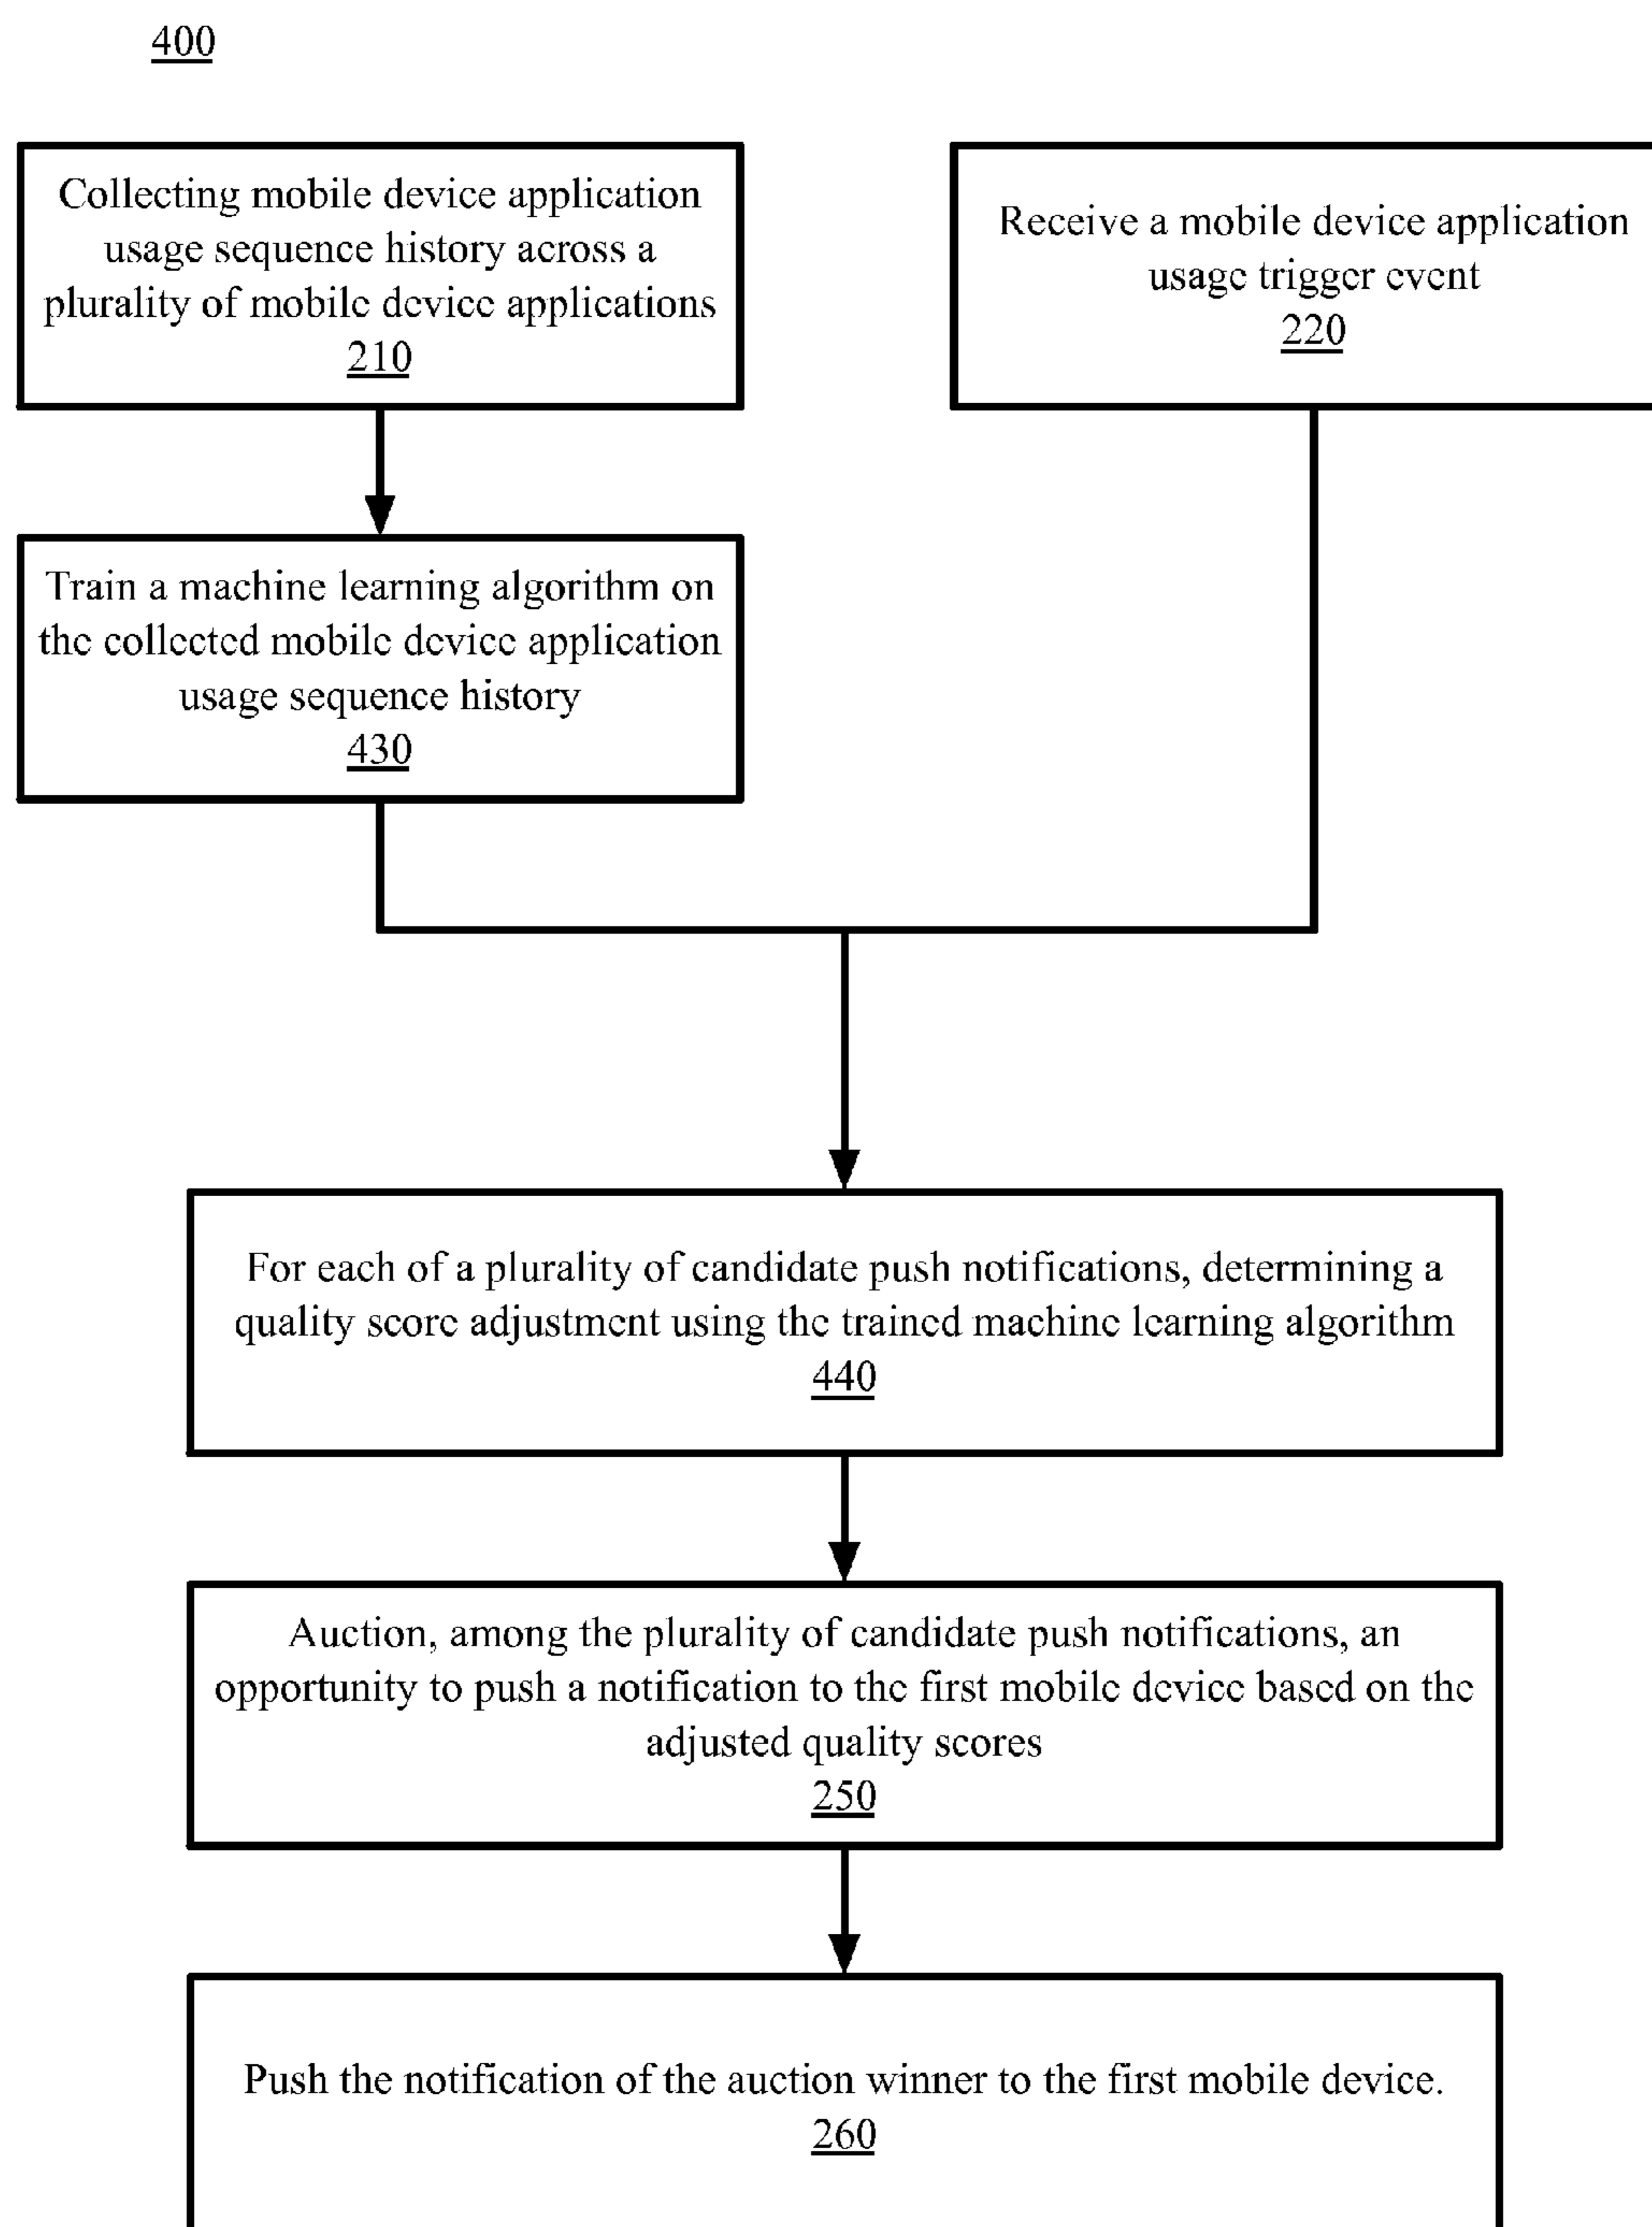 400
Collecting mobile device application
usage sequence history across a
plurality of mobile device applications
210
Receive a mobile device application
usage trigger event
220
Train a machine learning algorithm on
the collected mobile device application
usage sequence history
430
For each of a plurality of candidate push notifications, determining a
quality score adjustment using the trained machine learning algorithm
440
Auction, among the plurality of candidate push notifications, an
opportunity to push a notification to the first mobile device based on the
adjusted quality scores
250
Push the notification of the auction winner to the first mobile device.
260